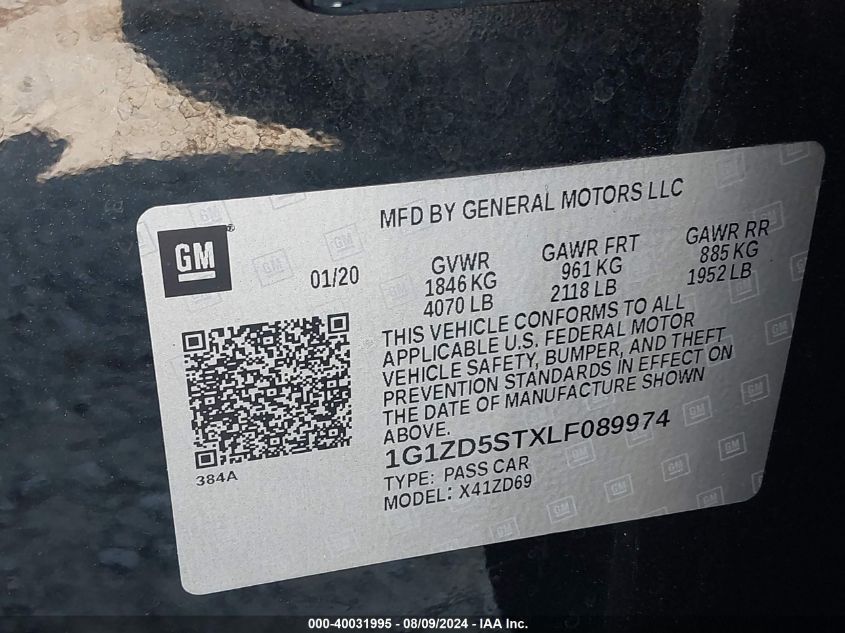 MFD BY GENERAL MOTORS LLC
GM®
01/20
GVWR
1846 KG
4070 LB
GAWR FRT
961 KG
2118 LB
GAWR RR
885 KG
1952 LB
THIS VEHICLE CONFORMS TO ALL
APPLICABLE U.S. FEDERAL MOTOR
VEHICLE SAFETY, BUMPER, AND THEFT
PREVENTION STANDARDS IN EFFECT ON
THE DATE OF MANUFACTURE SHOWN
ABOVE.
1G1ZD5STXLF089974
TYPE: PASS CAR
MODEL: X41ZD69
384A
000-40031995 - 08/09/2024 - IAA Inc.